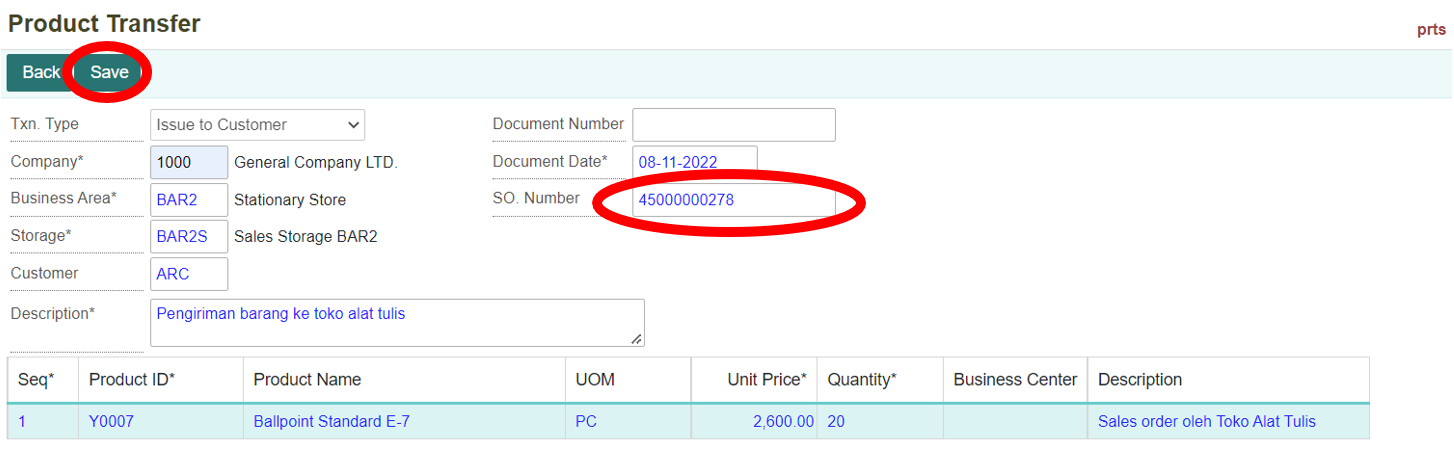 Product Transfer
prts
Back Save
Txn. Type Issue to Customer Document Number
Company* 1000 General Company LTD. Document Date* 08-11-2022
Business Area* BAR2 Stationary Store SO. Number 45000000278
Storage* BAR2S Sales Storage BAR2
Customer ARC
Description* Pengiriman barang ke toko alat tulis
Seq* Product ID* Product Name UOM Unit Price* Quantity* Business Center Description
1 Y0007 Ballpoint Standard E-7 PC 2,600.00 20 Sales order oleh Toko Alat Tulis